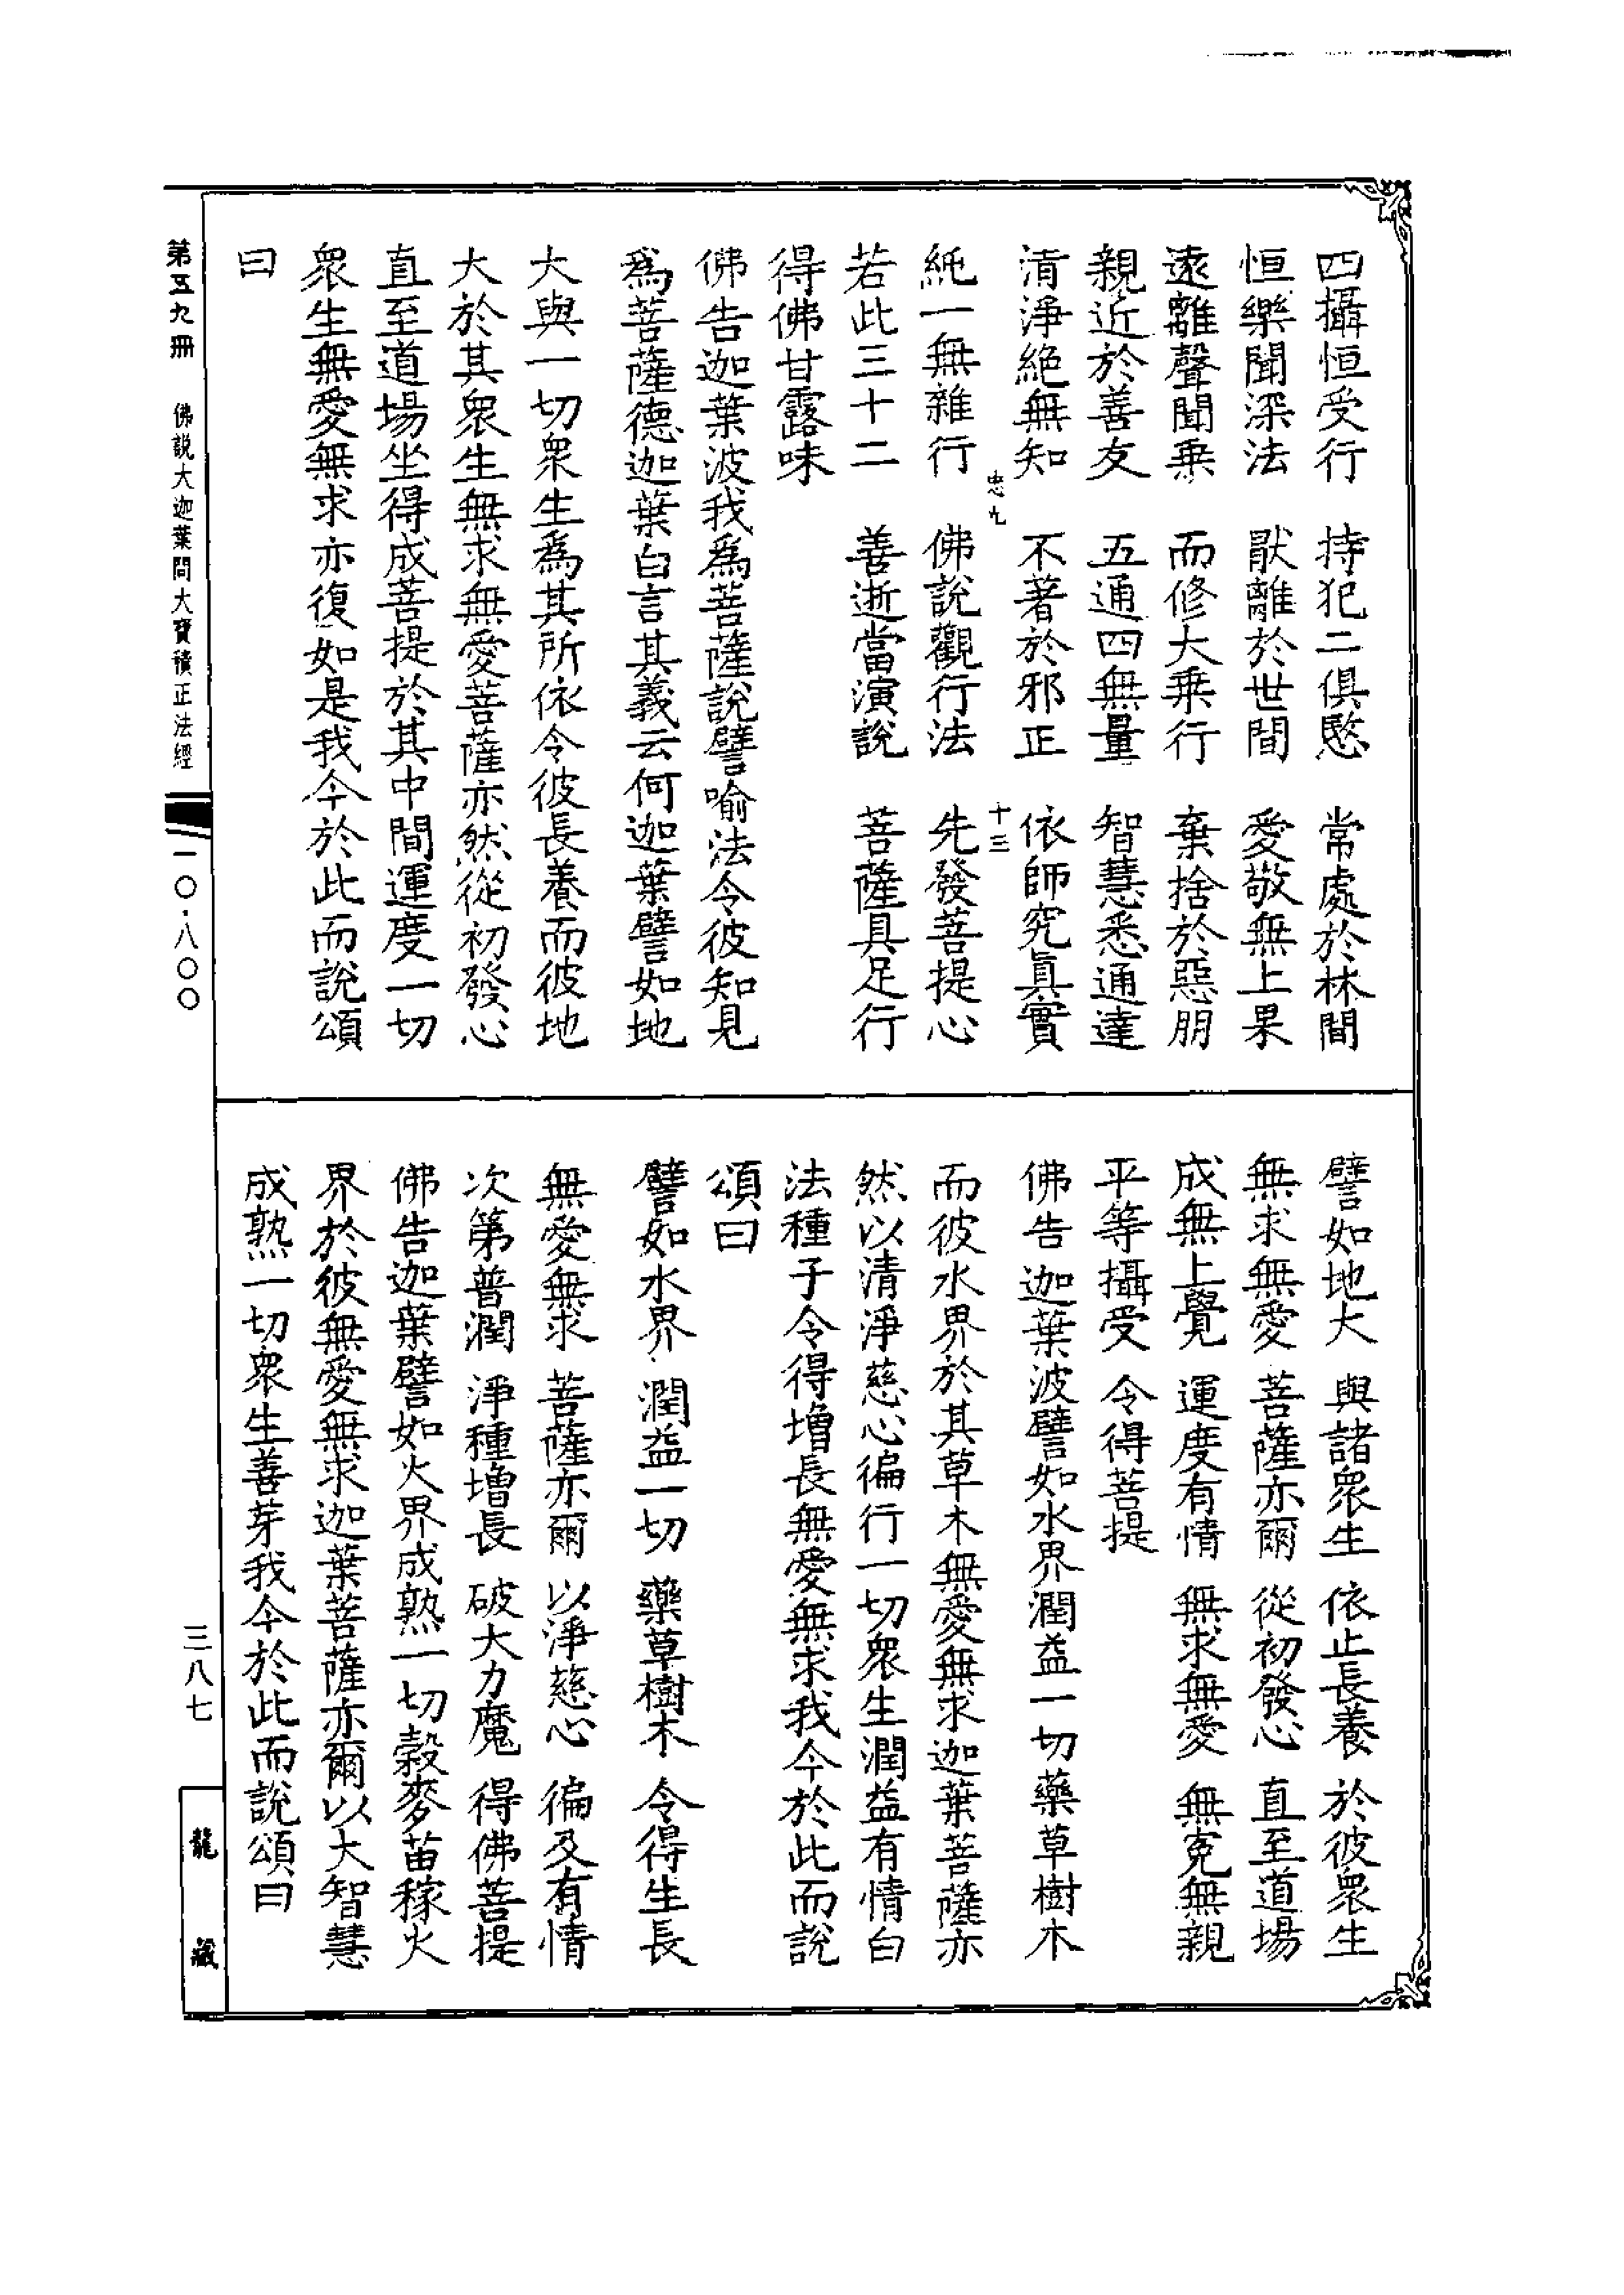 四攝恒受行　持犯二俱愍　常處於林間
恒樂聞深法　猒離於世間　愛敬無上果
遠離聲聞乗　而修大乗行　棄捨於惡朋
親近於善友　五通四無量　智慧悉通達
清淨絶無知　不著於邪正　依師究眞實
忠九　十三
純一無雜行　佛說觀行法　先發菩提心
若此三十二　善逝當演說　菩薩具足行
得佛甘露味
佛告迦葉波我爲菩薩說譬喻法令彼知見
爲菩薩德迦葉白言其義云何迦葉譬如地
大與一切衆生爲其所依令彼長養而彼地
大於其衆生無求無愛菩薩亦然從初發心
直至道場坐得成菩提於其中間運度一切
衆生無愛無求亦復如是我今於此而說頌
曰
譬如地大　與諸衆生　依止長養　於彼衆生
無求無愛　菩薩亦爾　從初發心　直至道場
成無上覺　運度有情　無求無愛　無寃無親
平等攝受　令得菩提
佛告迦葉波譬如水界潤益一切藥草樹木
而彼水界於其草木無愛無求迦葉菩薩亦
然以清淨慈心徧行一切衆生潤益有情白
法種子令得增長無愛無求我今於此而說
頌曰
譬如水界　潤益一切　藥草樹木　令得生長
無愛無求　菩薩亦爾　以淨慈心　徧及有情
次第普潤　淨種增長　破大力魔　得佛菩提
佛告迦葉譬如火界成熟一切穀麥苗稼火
界於彼無愛無求迦葉菩薩亦爾以大智慧
成熟一切衆生善芽我今於此而說頌曰
第五九冊　佛說大迦葉問大寶積正法經
一〇·八〇〇
三八七
龍藏